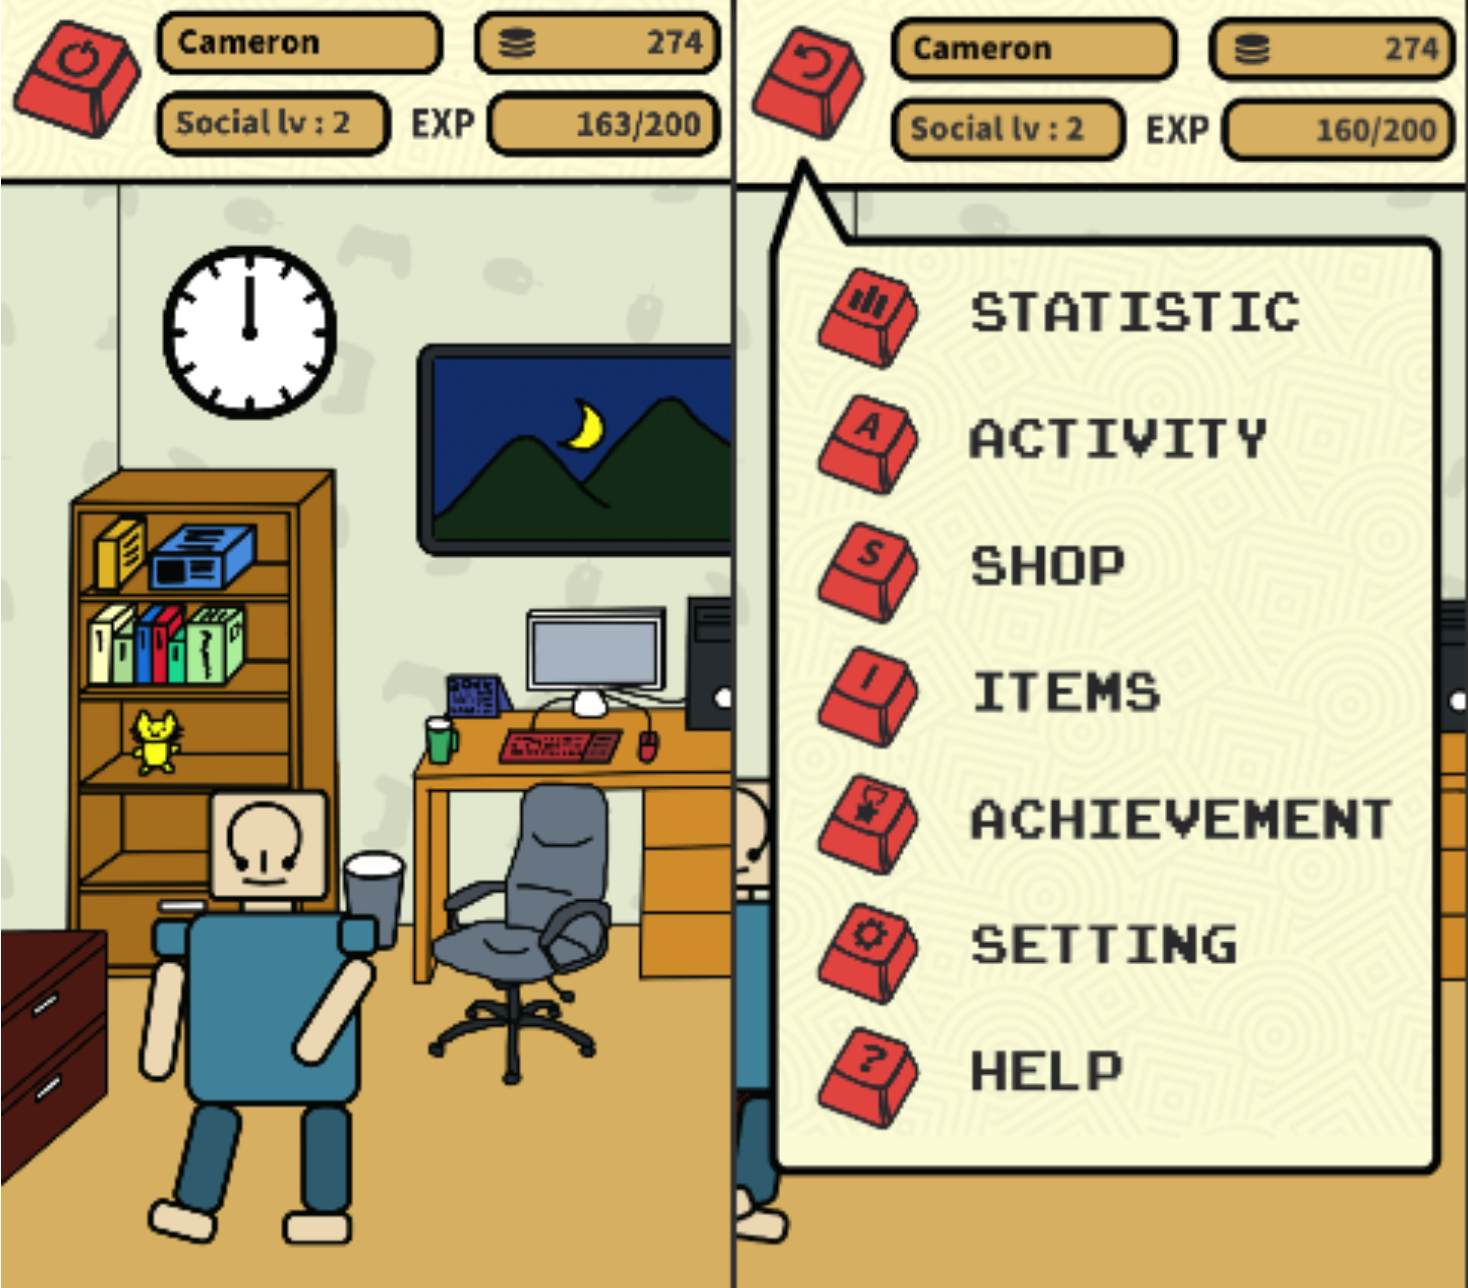 Cameron
274
Social lv : 2
EXP
163/200
Cameron
274
Social lv : 2
EXP
160/200
STATISTIC
A
ACTIVITY
S
SHOP
I
ITEMS
ACHIEVEMENT
SETTING
?
HELP